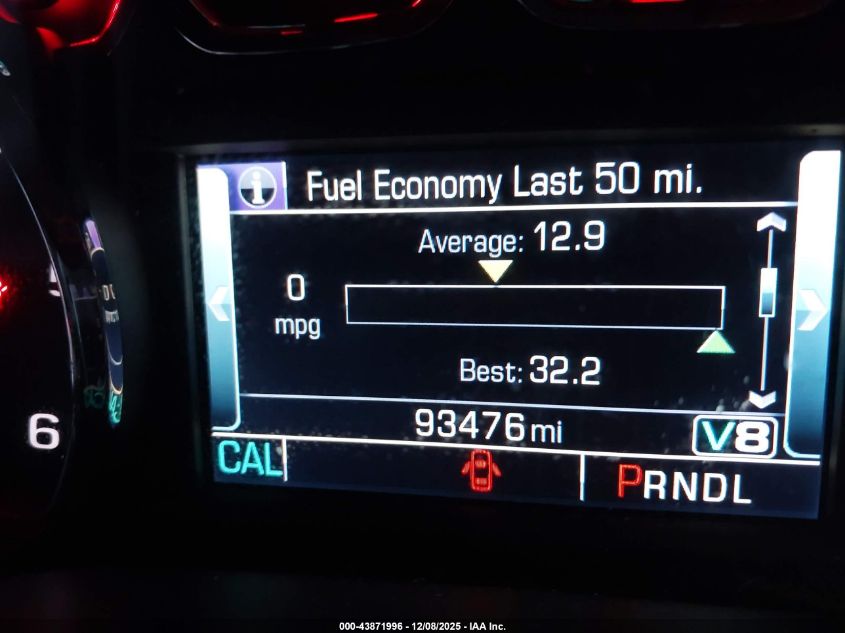 Fuel Economy Last 50 mi.
Average: 12.9
0
mpg
Best: 32.2
93476 mi
V8
6
CAL
PRNDL
000-43871996 - 12/08/2025 - IAA Inc.